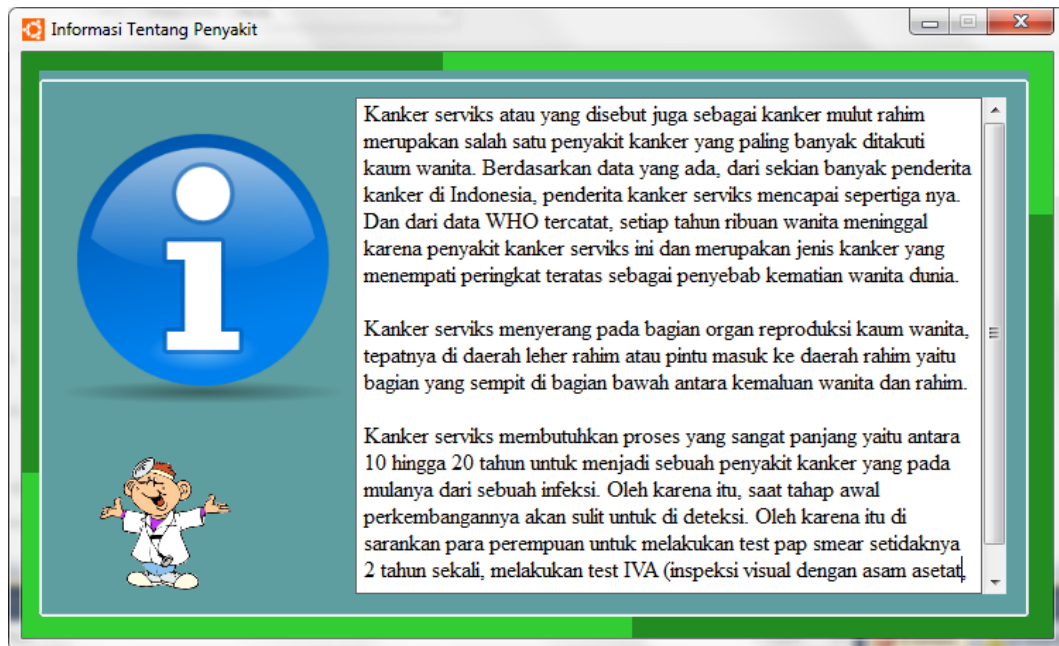 Informasi Tentang Penyakit
Kanker serviks atau yang disebut juga sebagai kanker mulut rahim
merupakan salah satu penyakit kanker yang paling banyak ditakuti
kaum wanita. Berdasarkan data yang ada, dari sekian banyak penderita
kanker di Indonesia, penderita kanker serviks mencapai sepertiga nya.
Dan dari data WHO tercatat, setiap tahun ribuan wanita meninggal
karena penyakit kanker serviks ini dan merupakan jenis kanker yang
menempati peringkat teratas sebagai penyebab kematian wanita dunia.
Kanker serviks menyerang pada bagian organ reproduksi kaum wanita,
tepatnya di daerah leher rahim atau pintu masuk ke daerah rahim yaitu
bagian yang sempit di bagian bawah antara kemaluan wanita dan rahim.
Kanker serviks membutuhkan proses yang sangat panjang yaitu antara
10 hingga 20 tahun untuk menjadi sebuah penyakit kanker yang pada
mulanya dari sebuah infeksi. Oleh karena itu, saat tahap awal
perkembangannya akan sulit untuk di deteksi. Oleh karena itu di
sarankan para perempuan untuk melakukan test pap smear setidaknya
2 tahun sekali, melakukan test IVA (inspeksi visual dengan asam asetat,